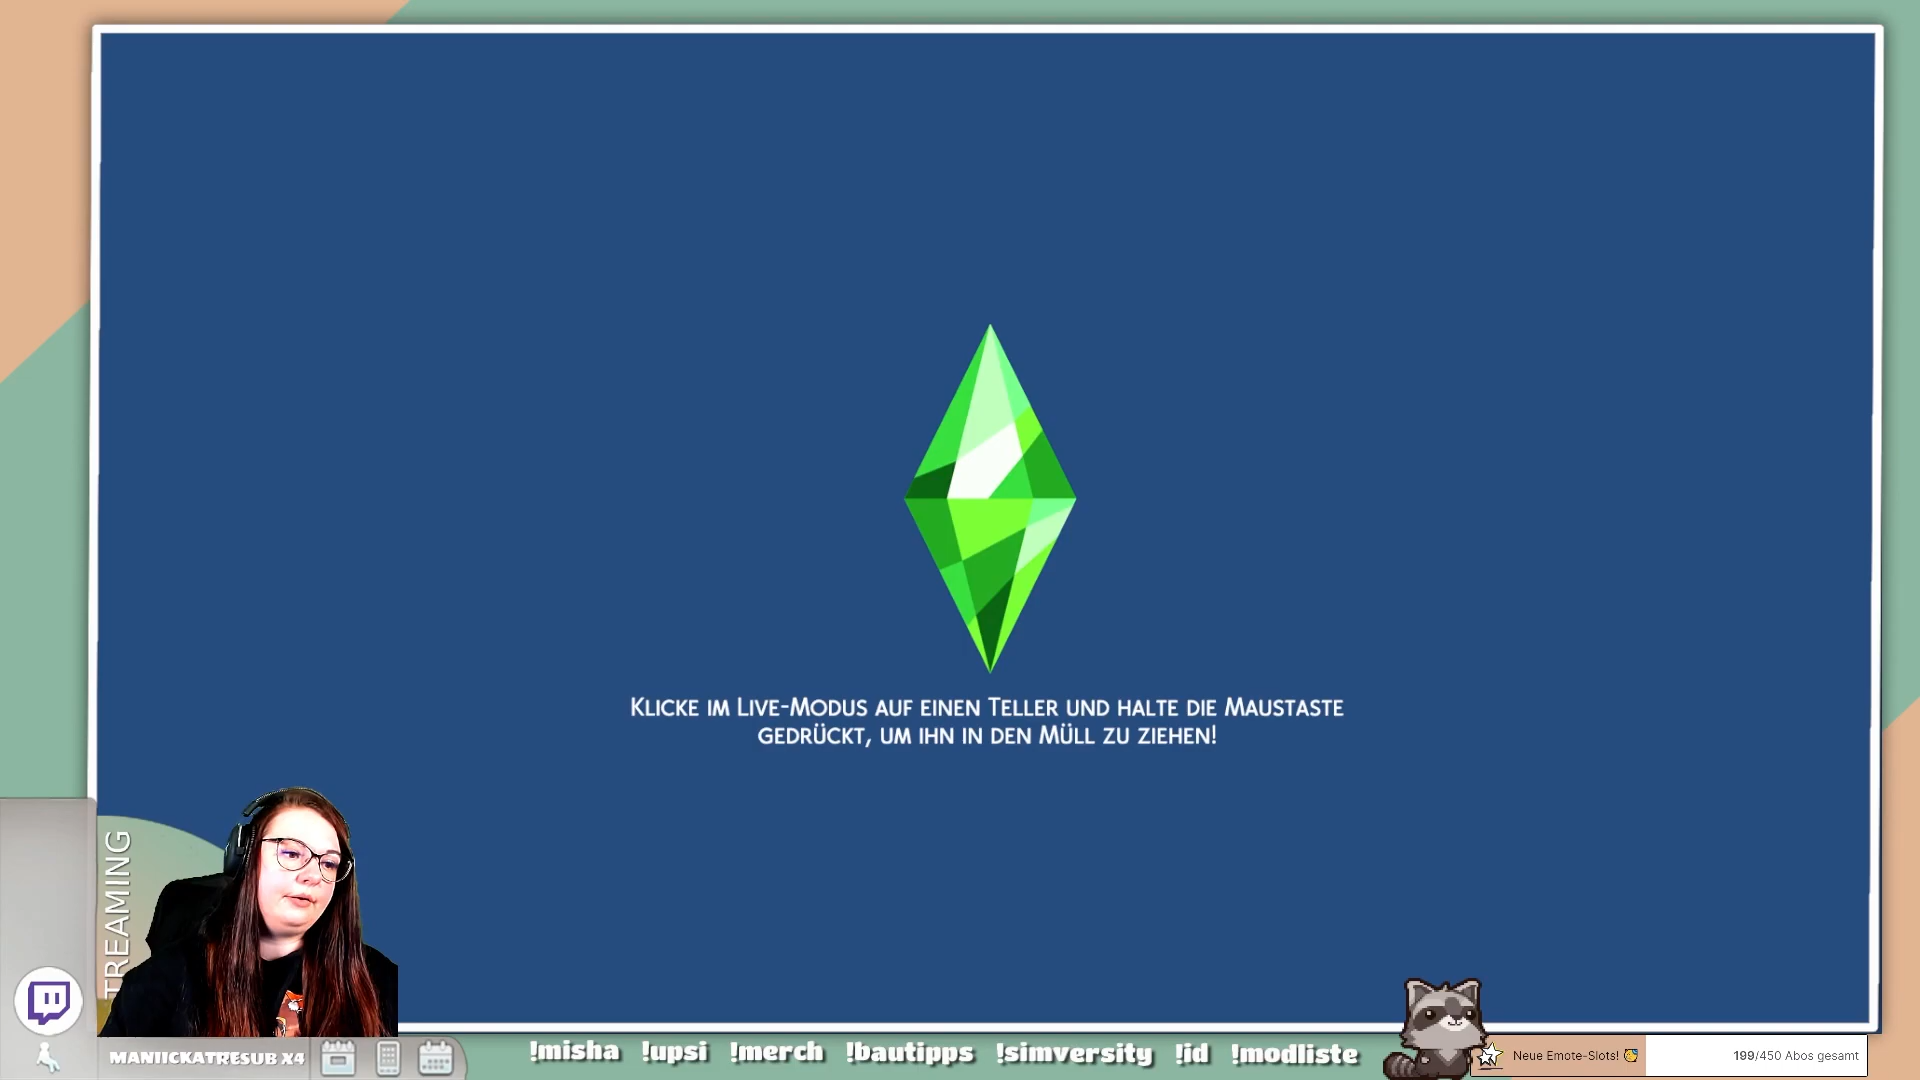 Klicke im Live-Modus auf einen Teller und halte die Maustaste
gedrückt, um ihn in den Müll zu ziehen!
TREAMING
MANIICKATRESUB X4
!misha !upsi !merch !bautipps !simversity !id !modliste
Neue Emote-Slots! 199/450 Abos gesamt